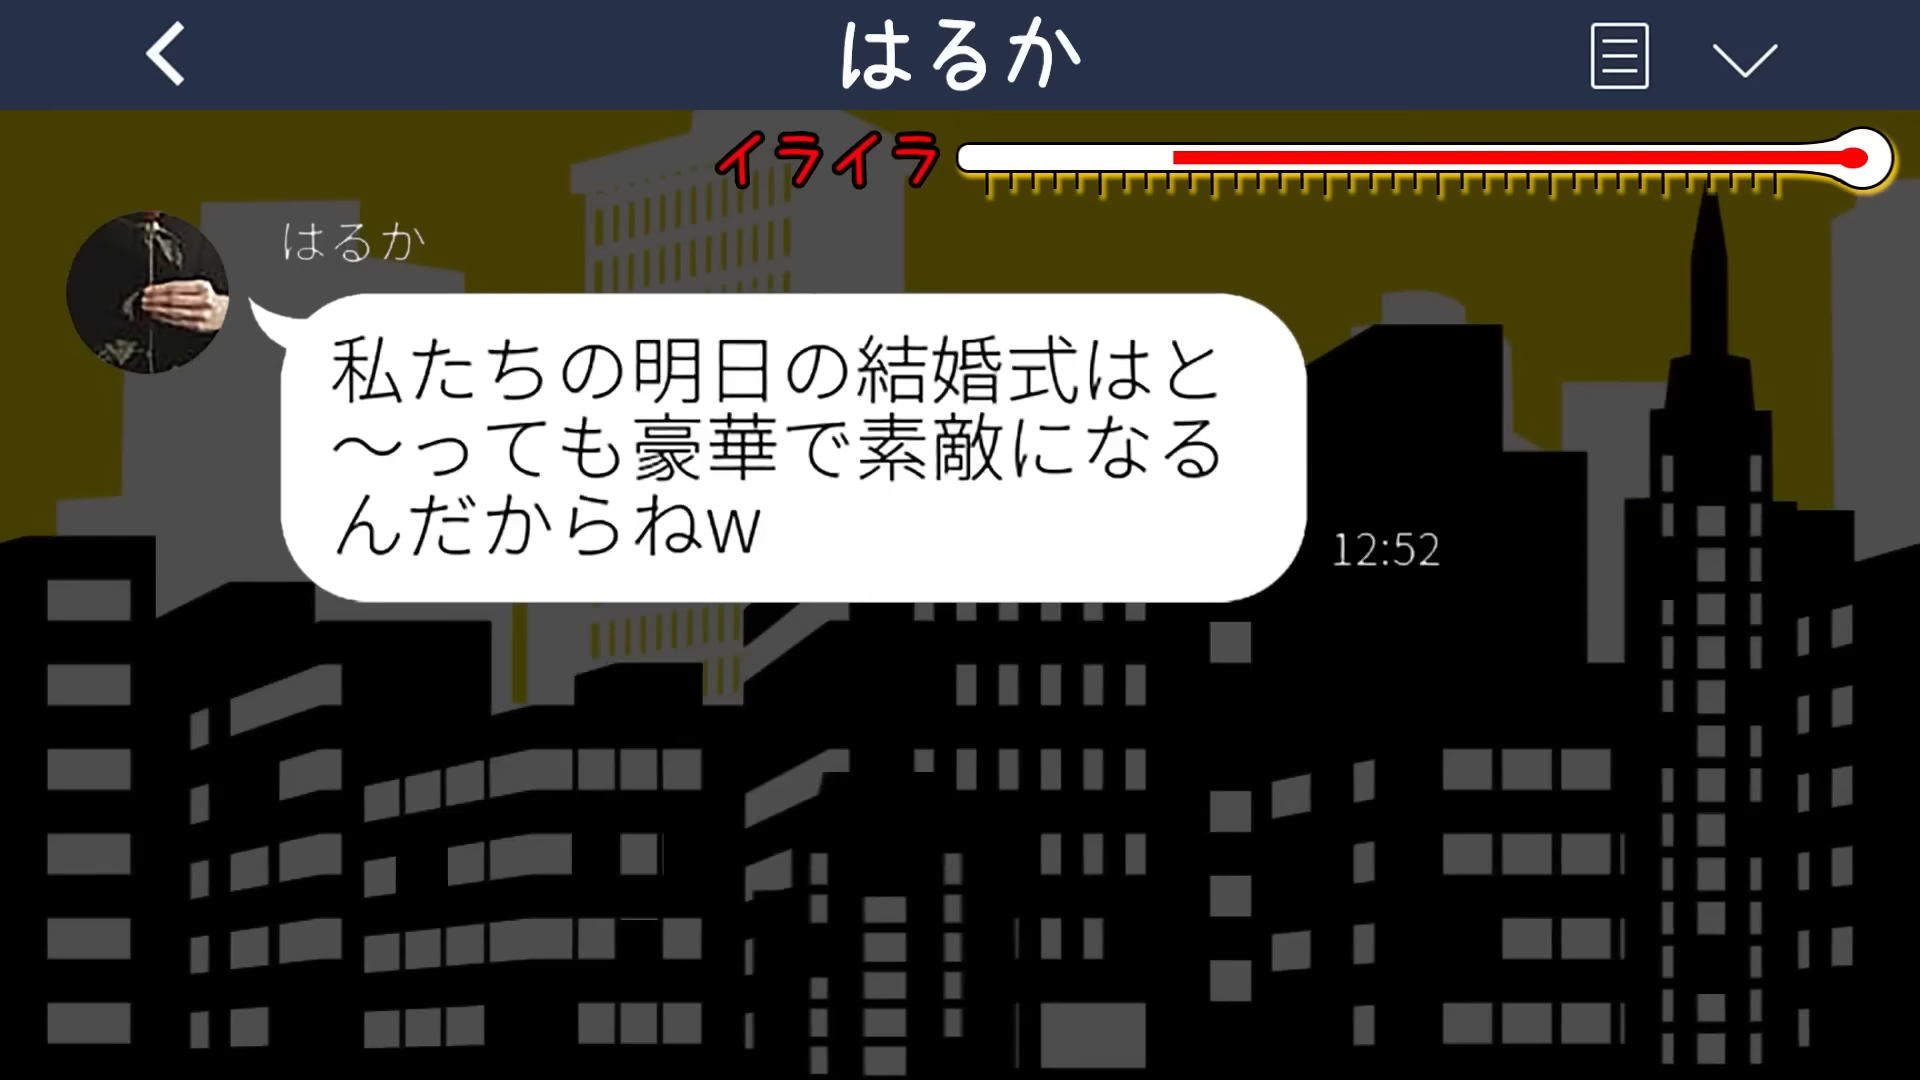 はるか
イライラ
はるか
私たちの明日の結婚式はと
～っても豪華で素敵になる
んだからねw
12:52